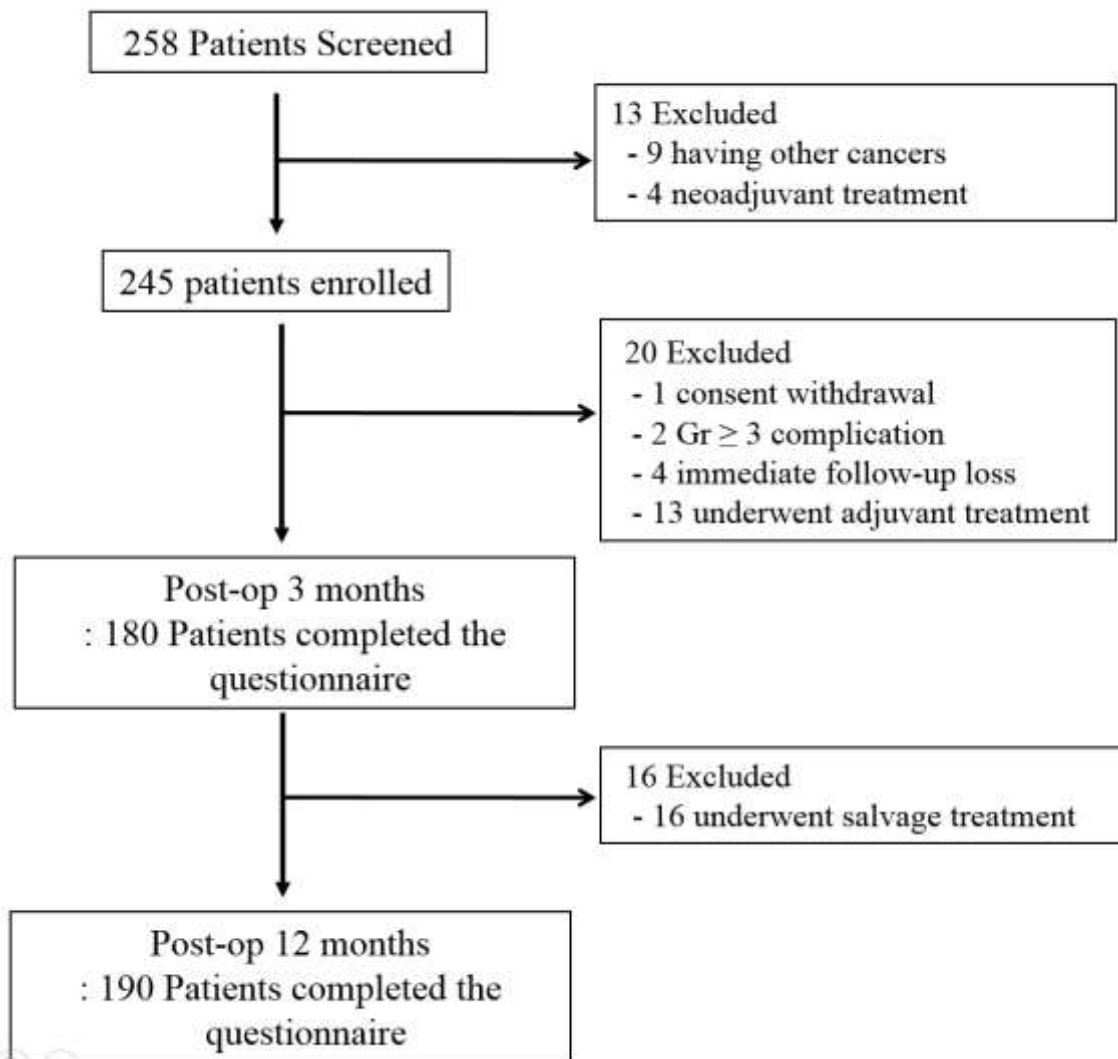 258 Patients Screened
13 Excluded
- 9 having other cancers
- 4 neoadjuvant treatment
245 patients enrolled
20 Excluded
- 1 consent withdrawal
- 2 Gr ≥ 3 complication
- 4 immediate follow-up loss
- 13 underwent adjuvant treatment
Post-op 3 months
: 180 Patients completed the
questionnaire
16 Excluded
- 16 underwent salvage treatment
Post-op 12 months
: 190 Patients completed the
questionnaire